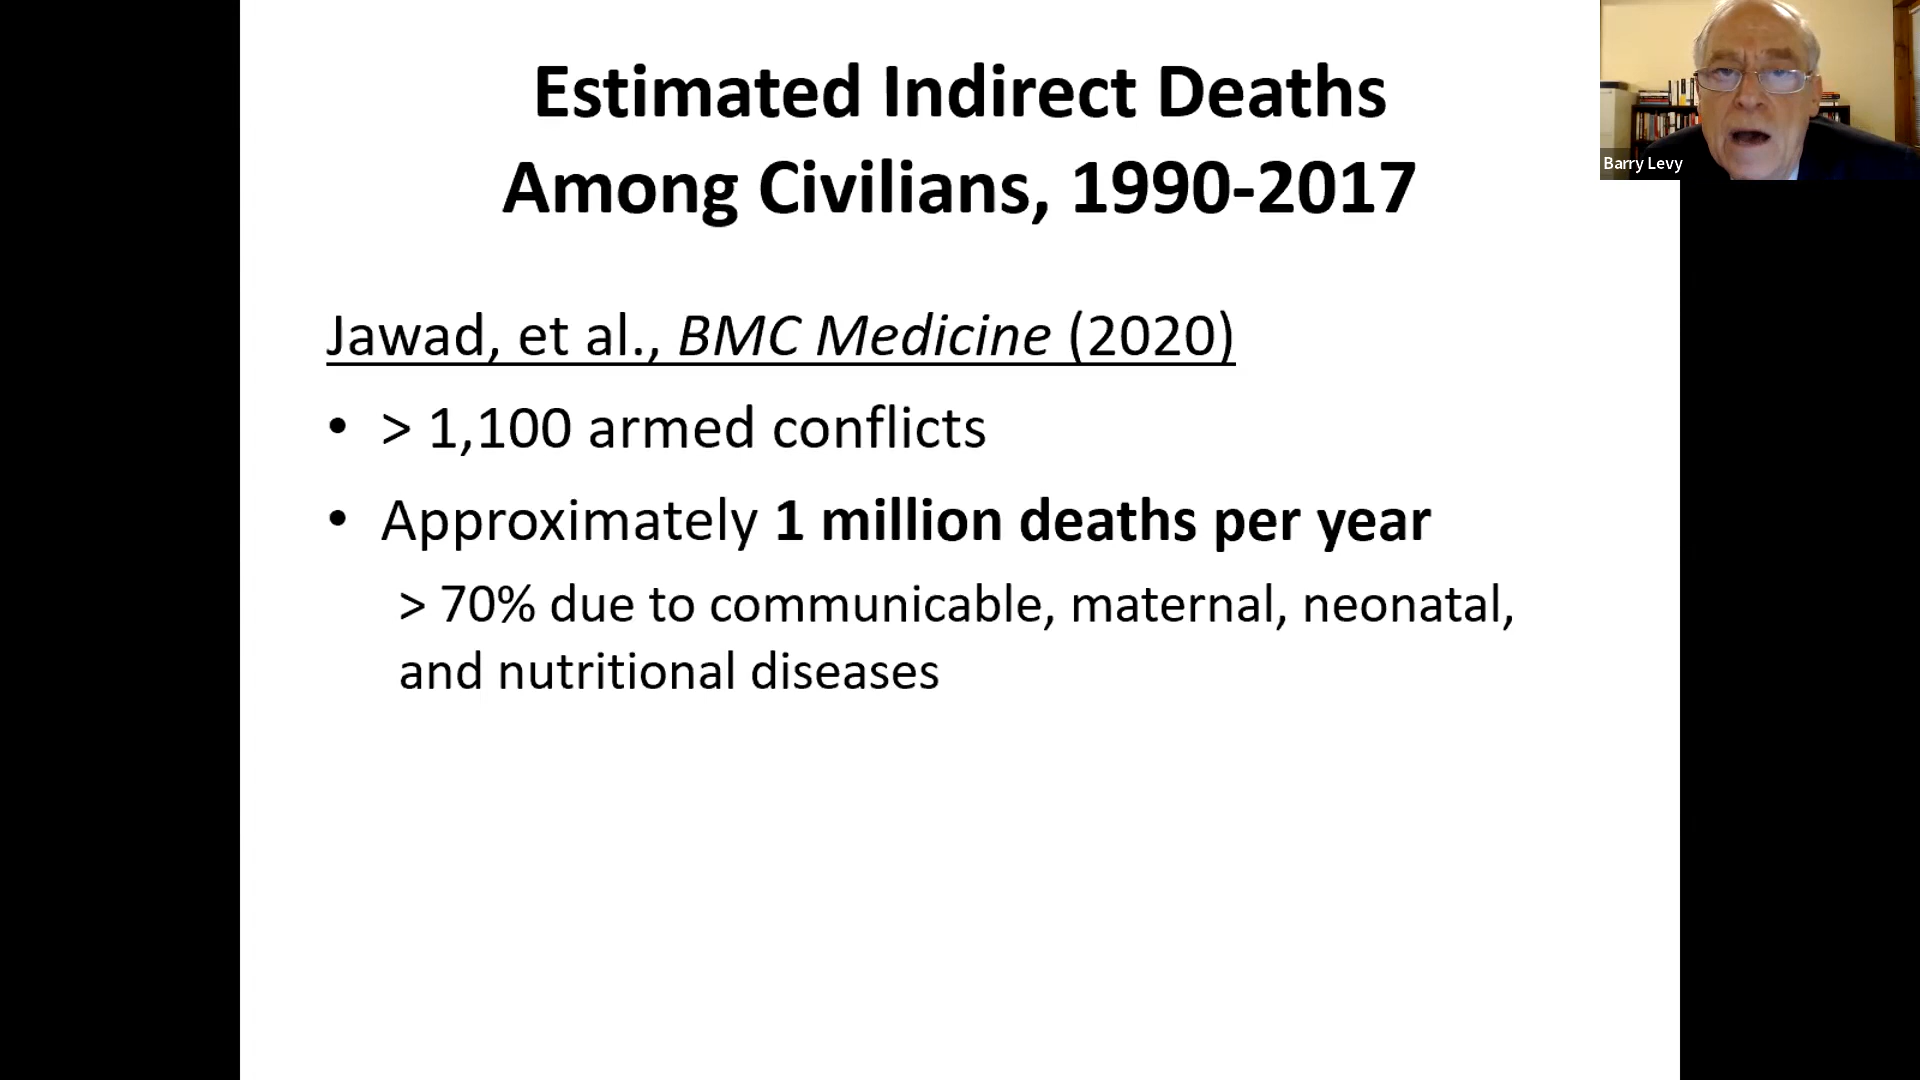 Estimated Indirect Deaths
Among Civilians, 1990-2017
Barry Levy
Jawad, et al., BMC Medicine (2020)
• > 1,100 armed conflicts
• Approximately 1 million deaths per year
> 70% due to communicable, maternal, neonatal,
and nutritional diseases